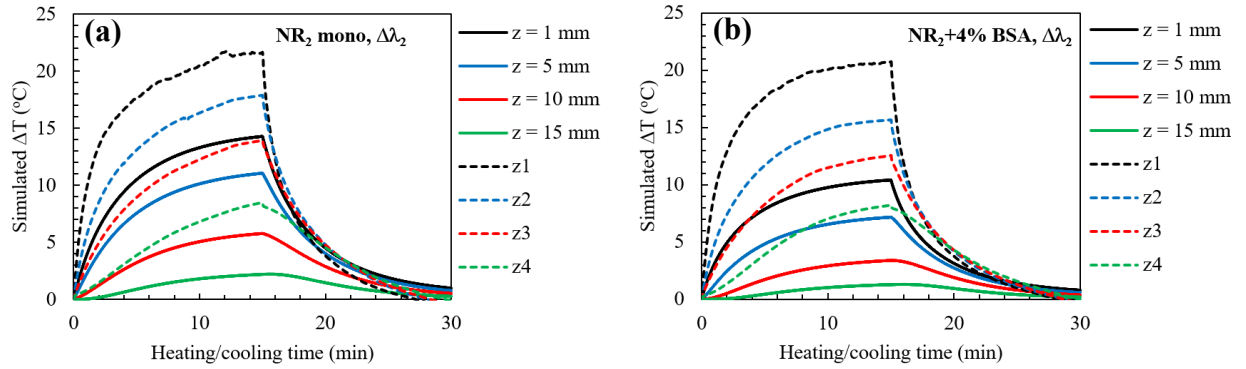 (a)
NR₂ mono, Δλ₂
Simulated ΔT (°C)
25
20
15
10
5
0
0 10 20 30
Heating/cooling time (min)
z = 1 mm
z = 5 mm
z = 10 mm
z = 15 mm
z1
z2
z3
z4
(b)
NR₂+4% BSA, Δλ₂
Simulated ΔT (°C)
25
20
15
10
5
0
0 10 20 30
Heating/cooling time (min)
z = 1 mm
z = 5 mm
z = 10 mm
z = 15 mm
z1
z2
z3
z4